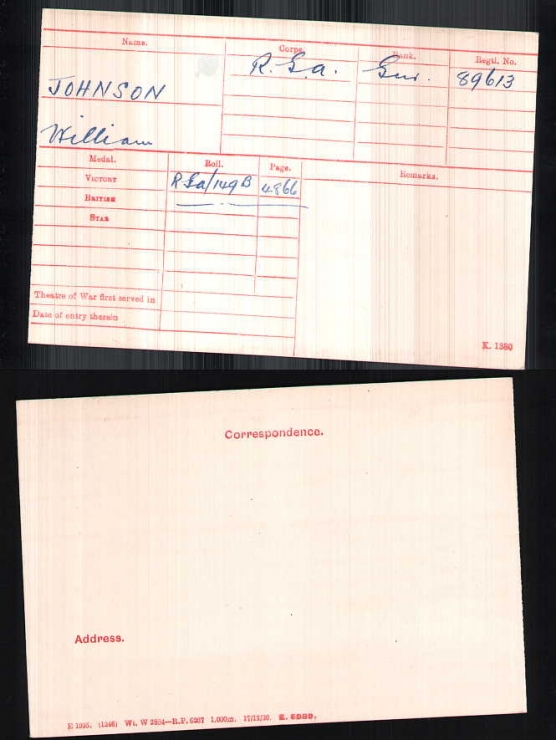 Name. Corps. Rank. Regtl. No.
R.G.A. Gnr. 89613
JOHNSON
William
Medal. Roll. Page. Remarks.
VICTORY RGA/149B 4866
BRITISH
STAR
Theatre of War first served in
Date of entry therein
K. 1380
Correspondence.
Address.